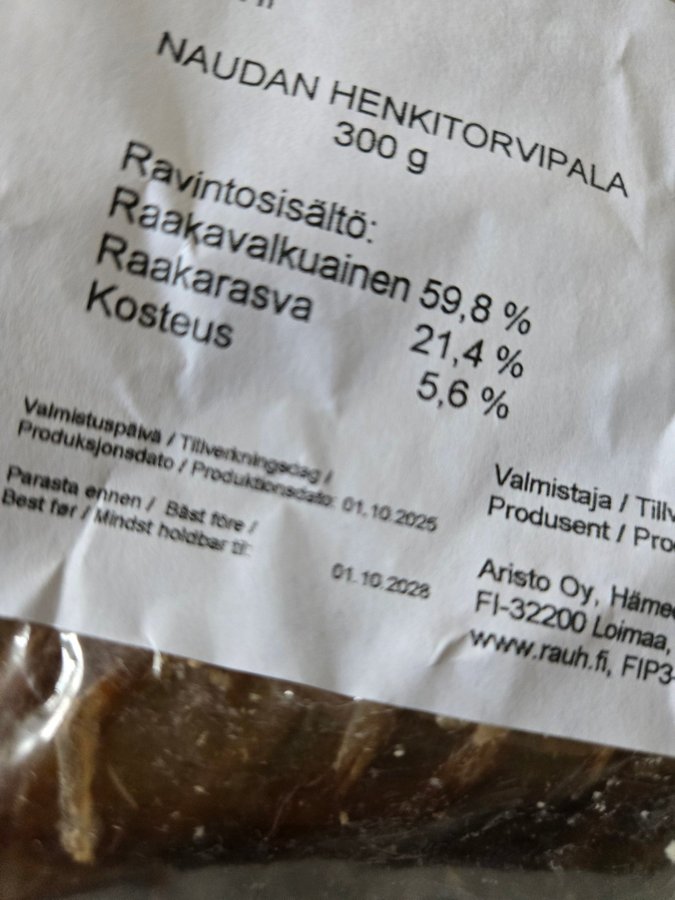 NAUDAN HENKITORVIPALA
300 g
Ravintosisältö:
Raakavalkuainen 59,8 %
Raakarasva 21,4 %
Kosteus 5,6 %
Valmistuspäivä / Tillverkningsdag /
Produksjonsdato / Produktionsdato: 01.10.2025
Parasta ennen / Bäst före /
Best før / Mindst holdbar til: 01.10.2028
Valmistaja / Tillv
Produsent / Pro
Aristo Oy, Hämee
FI-32200 Loimaa,
www.rauh.fi, FIP3-